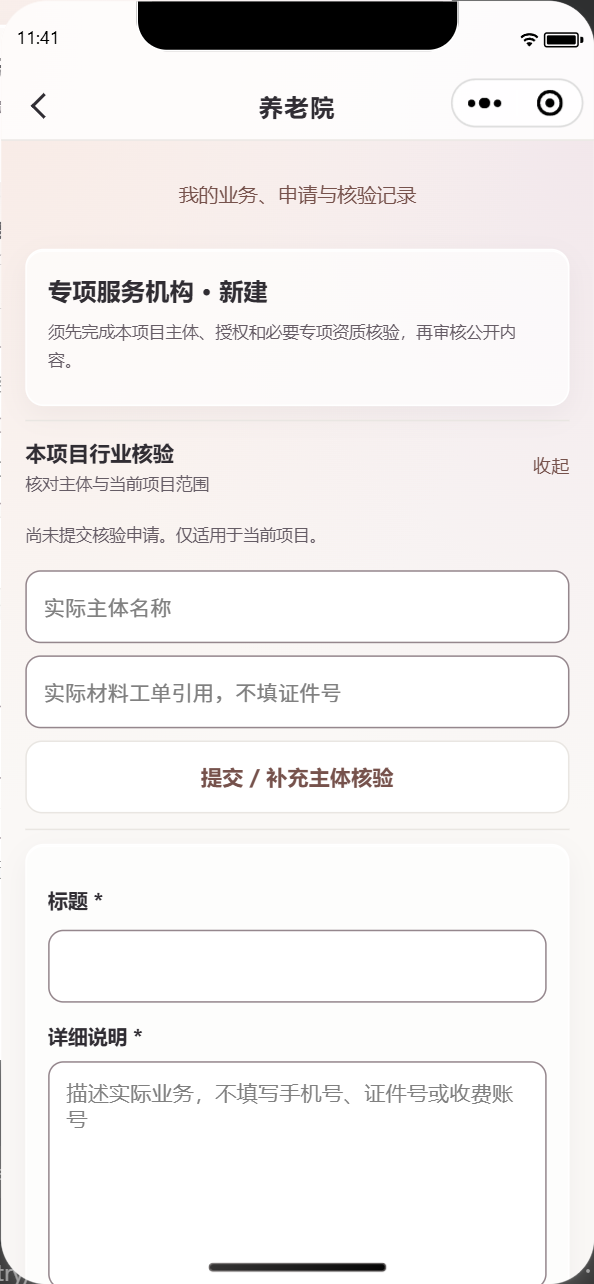 11:41
养老院
我的业务、申请与核验记录
专项服务机构·新建
须先完成本项目主体、授权和必要专项资质核验，再审核公开内
容。
本项目行业核验
收起
核对主体与当前项目范围
尚未提交核验申请。仅适用于当前项目。
实际主体名称
实际材料工单引用，不填证件号
提交 / 补充主体核验
标题 *
详细说明 *
描述实际业务，不填写手机号、证件号或收费账
号